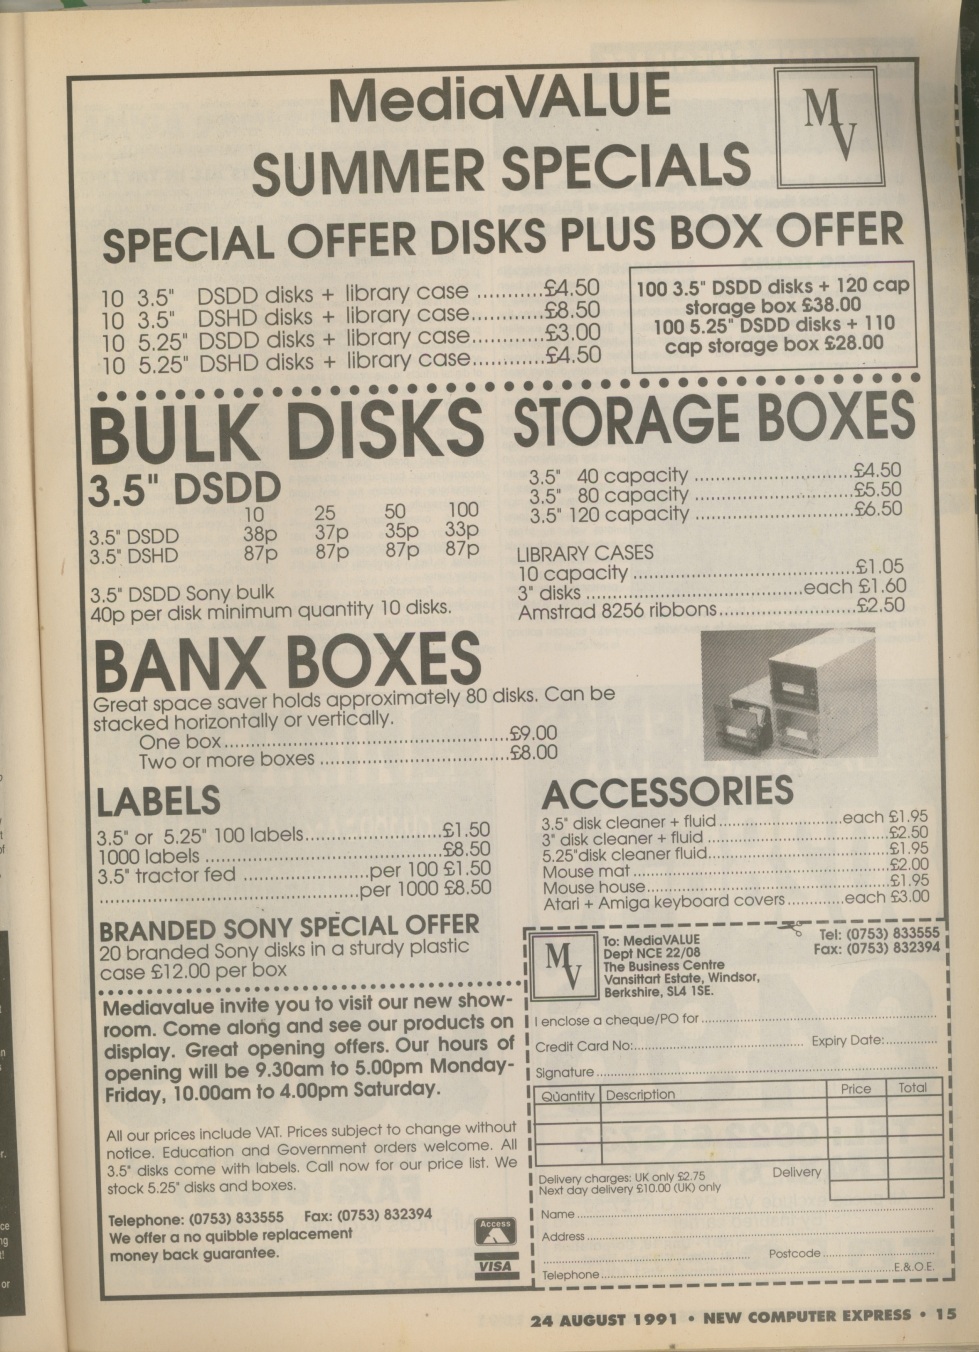 MediaVALUE
MV
SUMMER SPECIALS
SPECIAL OFFER DISKS PLUS BOX OFFER
10 3.5" DSDD disks + library case ...........£4.50
10 3.5" DSHD disks + library case............£8.50
10 5.25" DSDD disks + library case............£3.00
10 5.25" DSHD disks + library case............£4.50
100 3.5" DSDD disks + 120 cap
storage box £38.00
100 5.25" DSDD disks + 110
cap storage box £28.00
BULK DISKS
3.5" DSDD
10 25 50 100
3.5" DSDD 38p 37p 35p 33p
3.5" DSHD 87p 87p 87p 87p
3.5" DSDD Sony bulk
40p per disk minimum quantity 10 disks.
STORAGE BOXES
3.5" 40 capacity ............................£4.50
3.5" 80 capacity ............................£5.50
3.5" 120 capacity ............................£6.50
LIBRARY CASES
10 capacity .......................................£1.05
3" disks ......................................each £1.60
Amstrad 8256 ribbons........................£2.50
BANX BOXES
Great space saver holds approximately 80 disks. Can be
stacked horizontally or vertically.
One box..................................................£9.00
Two or more boxes ..................................£8.00
LABELS
3.5" or 5.25" 100 labels........................£1.50
1000 labels ..........................................£8.50
3.5" tractor fed ......................per 100 £1.50
..............................................per 1000 £8.50
ACCESSORIES
3.5" disk cleaner + fluid........................each £1.95
3" disk cleaner + fluid ...................................£2.50
5.25"disk cleaner fluid...................................£1.95
Mouse mat...................................................£2.00
Mouse house................................................£1.95
Atari + Amiga keyboard covers............each £3.00
BRANDED SONY SPECIAL OFFER
20 branded Sony disks in a sturdy plastic
case £12.00 per box
Mediavalue invite you to visit our new show-
room. Come along and see our products on
display. Great opening offers. Our hours of
opening will be 9.30am to 5.00pm Monday-
Friday, 10.00am to 4.00pm Saturday.
All our prices include VAT. Prices subject to change without
notice. Education and Government orders welcome. All
3.5" disks come with labels. Call now for our price list. We
stock 5.25" disks and boxes.
Telephone: (0753) 833555 Fax: (0753) 832394
We offer a no quibble replacement
money back guarantee.
Access
VISA
MV
To: MediaVALUE
Dept NCE 22/08
The Business Centre
Vansittart Estate, Windsor,
Berkshire, SL4 1SE.
Tel: (0753) 833555
Fax: (0753) 832394
I enclose a cheque/PO for ................................................
Credit Card No:...................................... Expiry Date:............
Signature................................................................
Quantity Description Price Total
Delivery charges: UK only £2.75
Next day delivery £10.00 (UK) only
Delivery
Name................................................................
Address................................................................
Postcode..........................
Telephone..................................................E.&.O.E.
24 AUGUST 1991 • NEW COMPUTER EXPRESS • 15